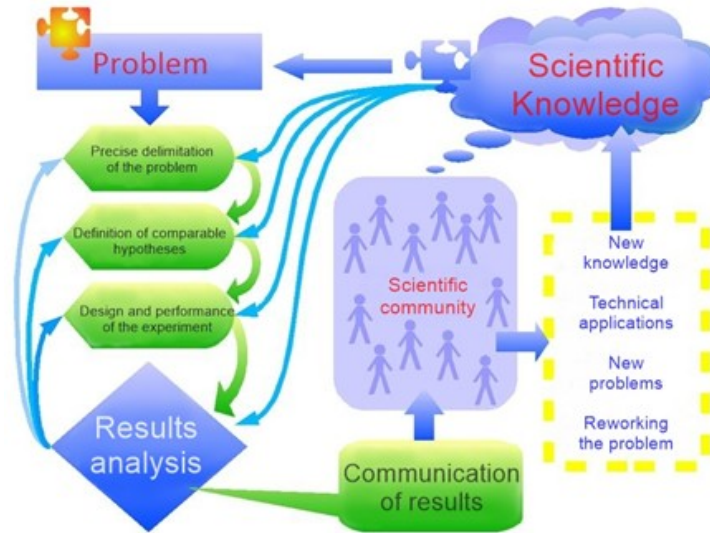 Problem
Scientific
Knowledge
Precise delimitation
of the problem
Definition of comparable
hypotheses
Design and performance
of the experiment
Results
analysis
Scientific
community
Communication
of results
New
knowledge
Technical
applications
New
problems
Reworking
the problem